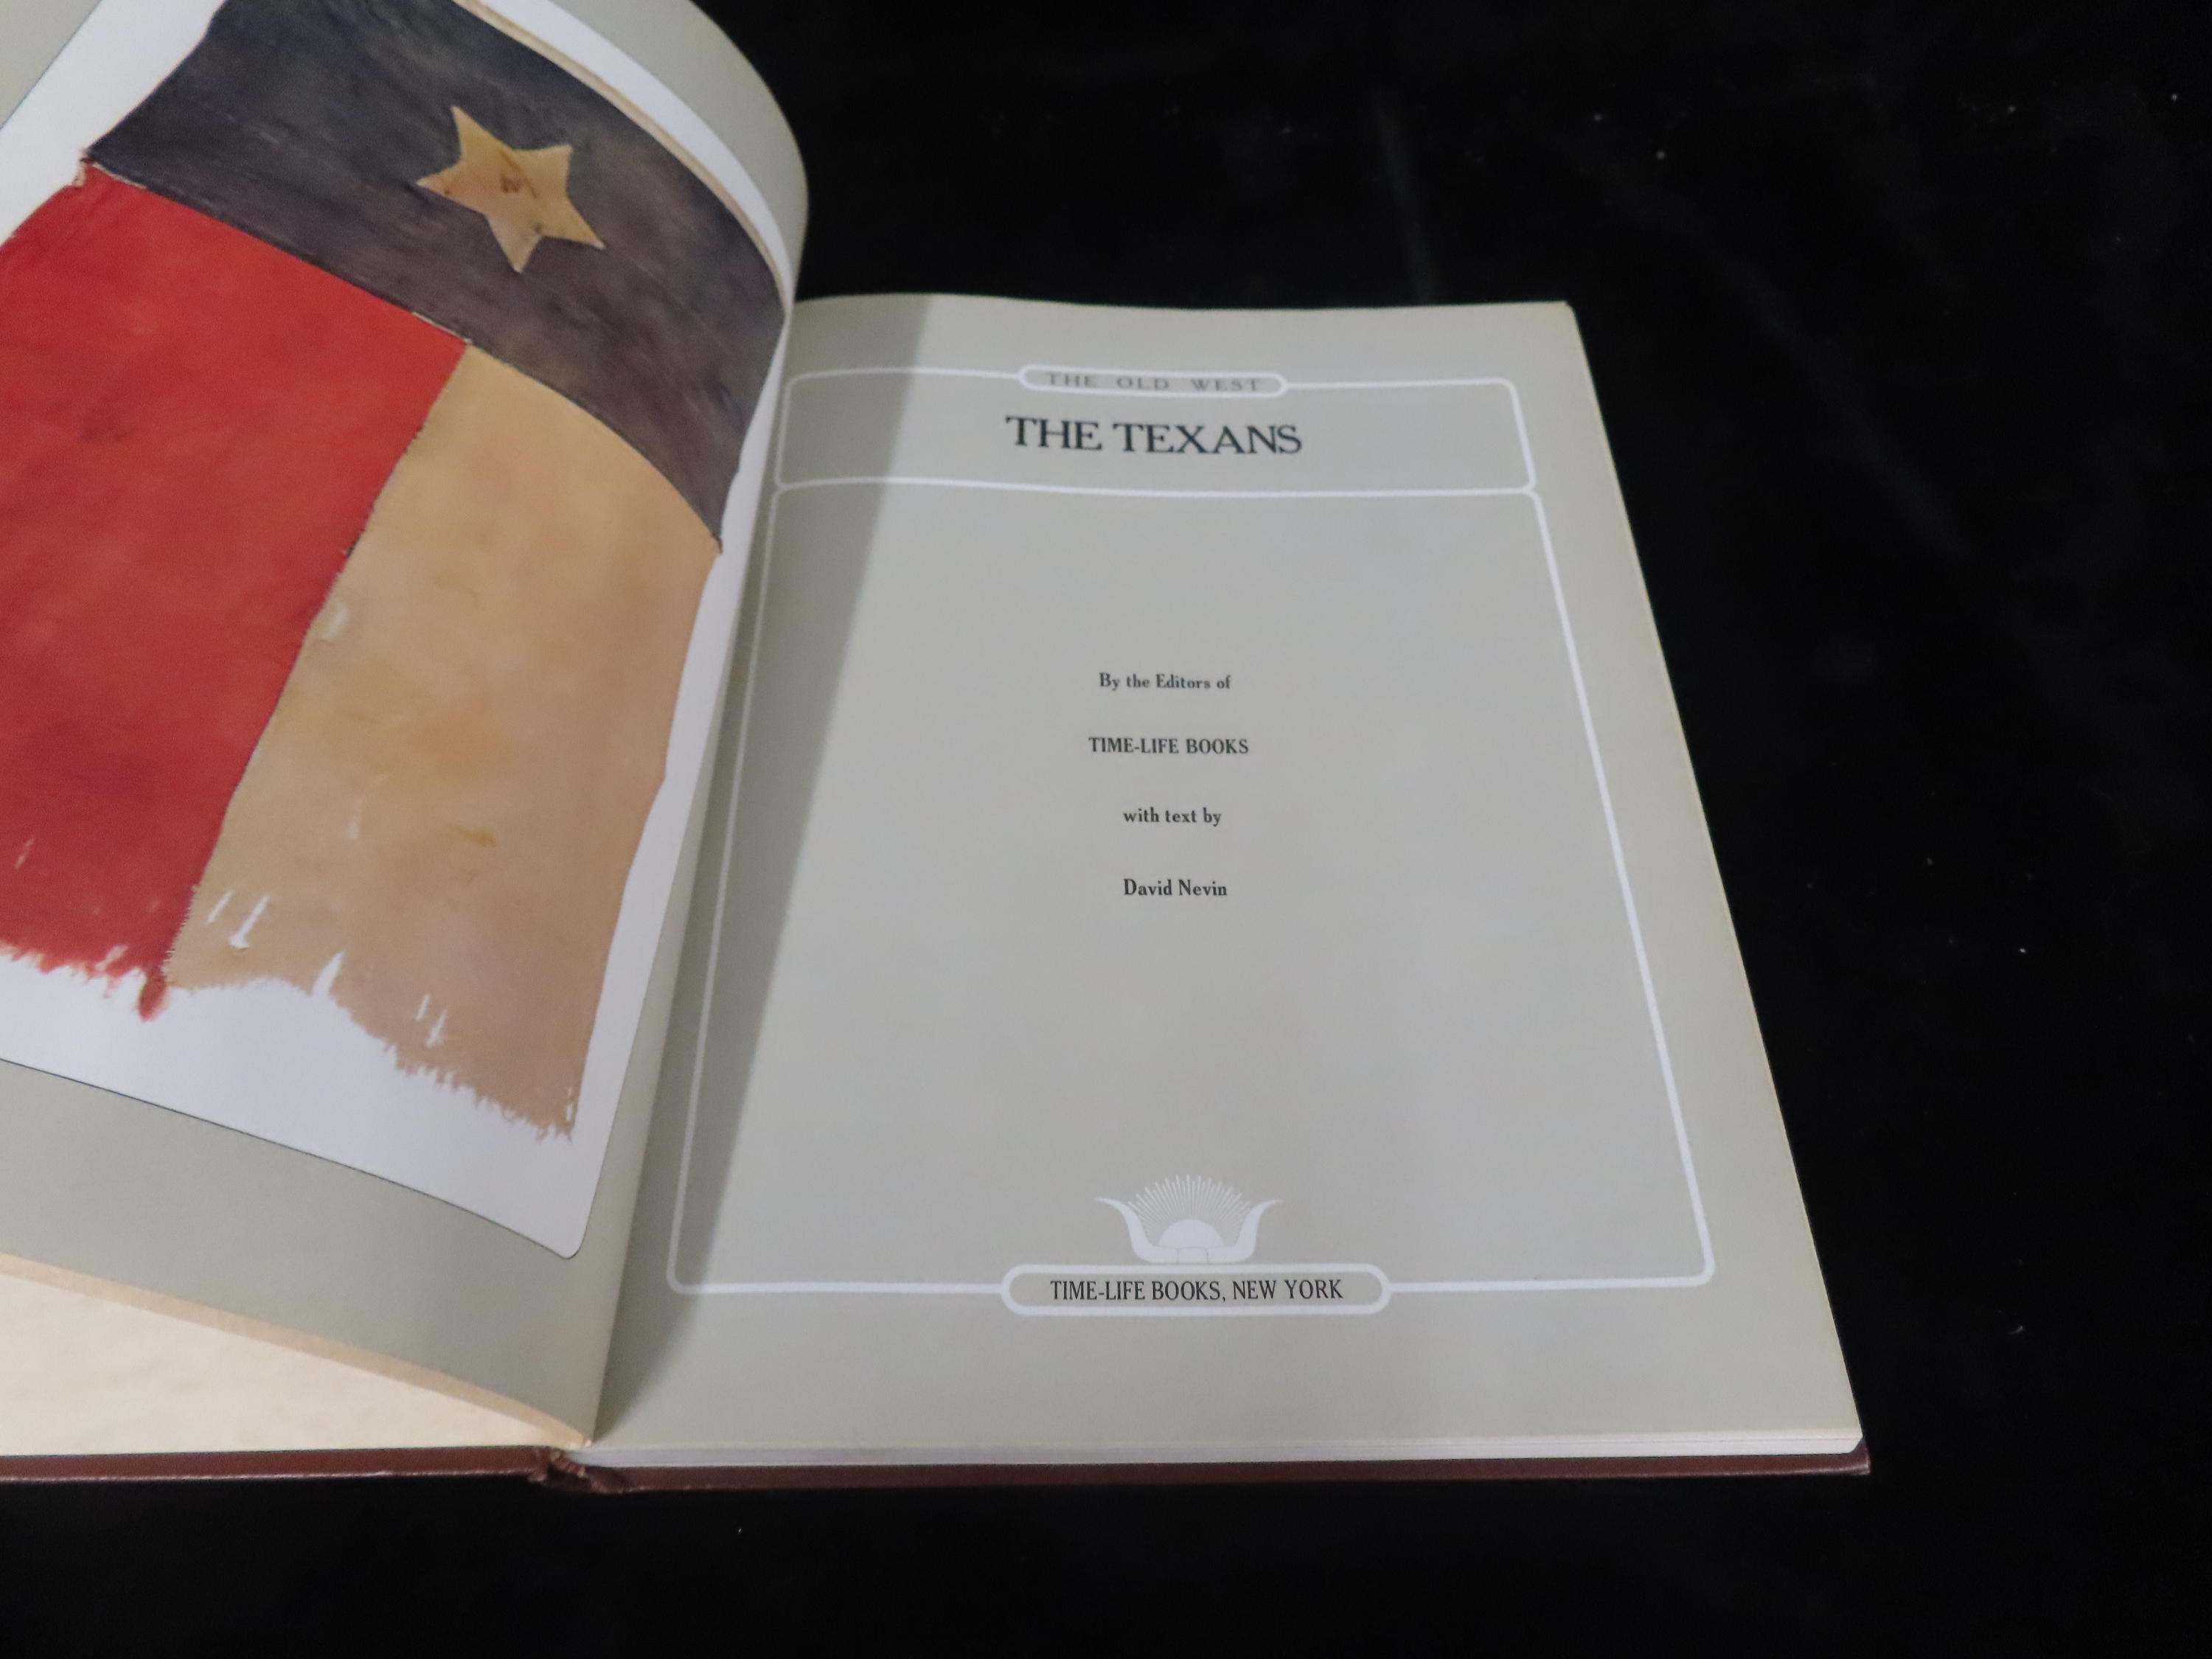 THE OLD WEST
THE TEXANS
By the Editors of
TIME-LIFE BOOKS
with text by
David Nevin
TIME-LIFE BOOKS, NEW YORK